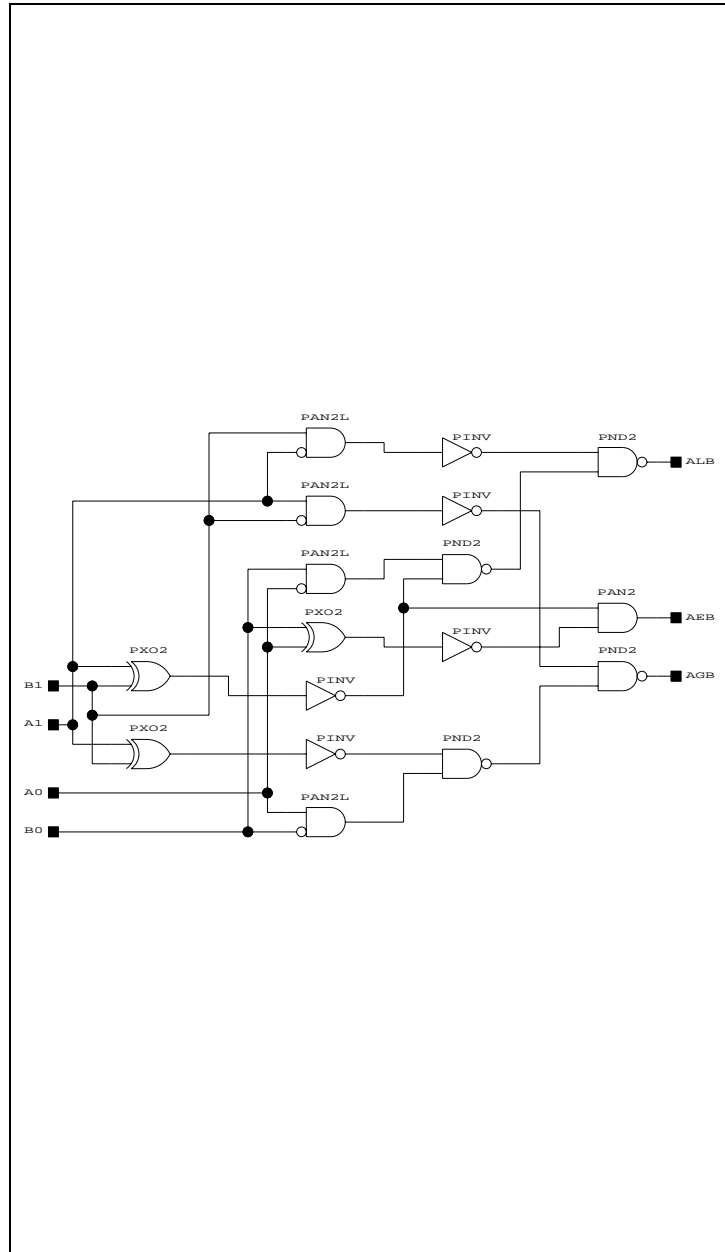 PAN2L
PINV
PND2
ALB
PAN2L
PINV
PAN2L
PND2
PAN2
AEB
PXO2
PINV
PXO2
PND2
B1
PINV
AGB
A1
PXO2
PINV
PND2
A0
PAN2L
B0